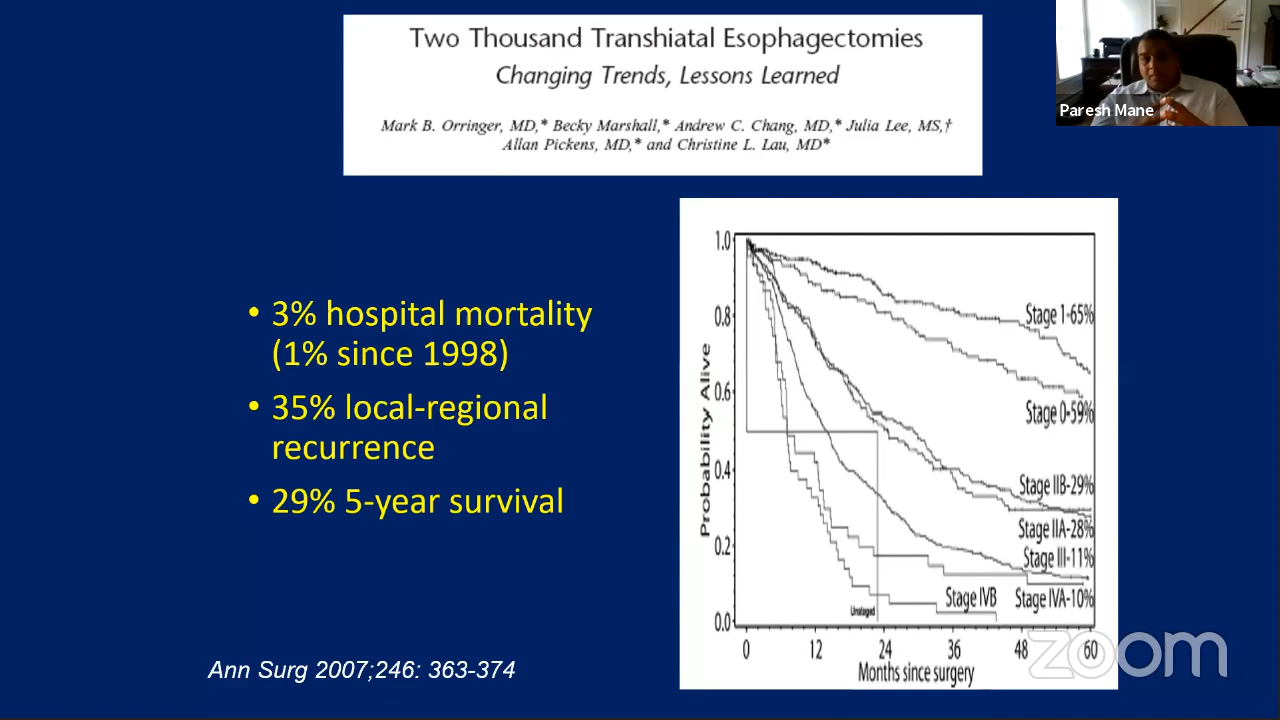 Two Thousand Transhiatal Esophagectomies
Changing Trends, Lessons Learned
Mark B. Orringer, MD,* Becky Marshall,* Andrew C. Chang, MD,* Julia Lee, MS,†
Allan Pickens, MD,* and Christine L. Lau, MD*
Paresh Mane
• 3% hospital mortality
(1% since 1998)
• 35% local-regional
recurrence
• 29% 5-year survival
Ann Surg 2007;246: 363-374
Probability Alive
1.0
0.8
0.6
0.4
0.2
0.0
Stage 1-65%
Stage 0-59%
Stage IIB-29%
Stage IIA-28%
Stage III-11%
Stage IVB
Stage IVA-10%
Unstaged
0 12 24 36 48 60
Months since surgery
zoom